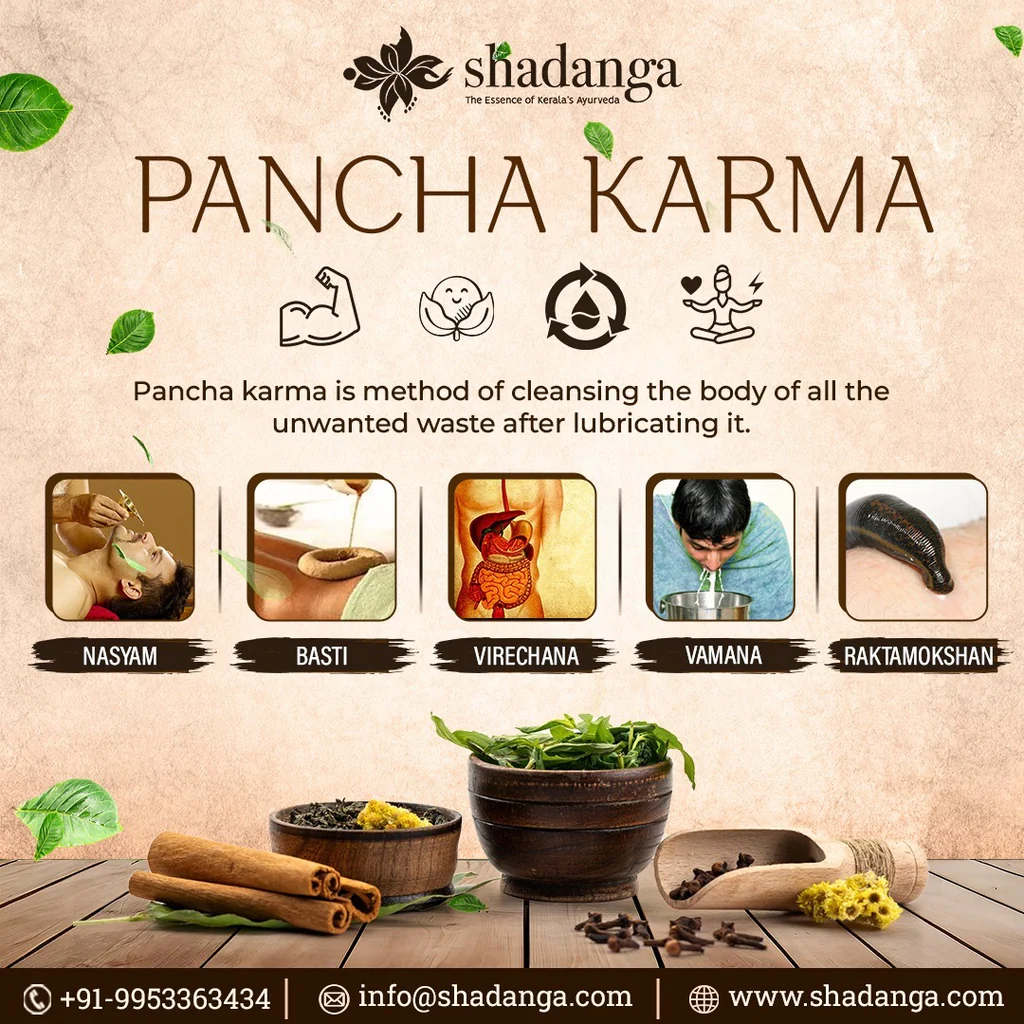 shadanga
The Essence of Kerala's Ayurveda
PANCHA KARMA
Pancha karma is method of cleansing the body of all the
unwanted waste after lubricating it.
NASYAM
BASTI
VIRECHANA
VAMANA
RAKTAMOKSHAN
+91-9953363434
info@shadanga.com
www.shadanga.com